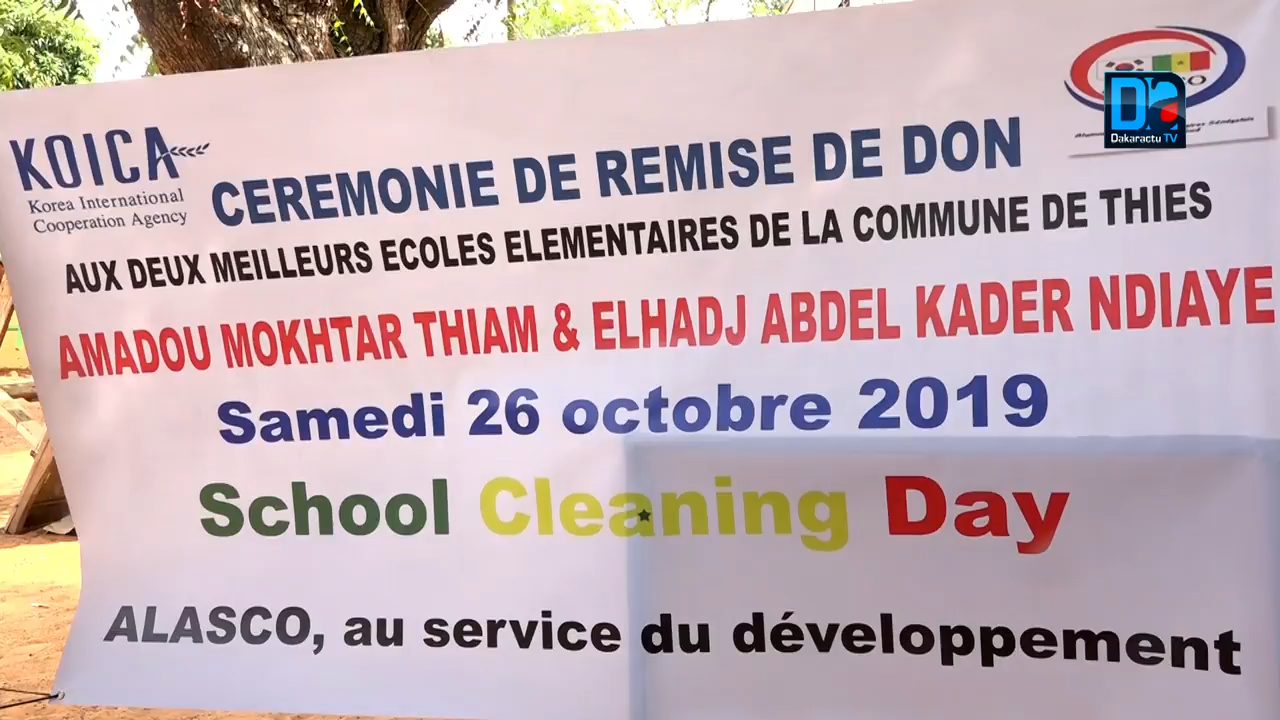 KOICA
Korea International
Cooperation Agency
Dakaractu TV
CEREMONIE DE REMISE DE DON
AUX DEUX MEILLEURS ECOLES ELEMENTAIRES DE LA COMMUNE DE THIES
AMADOU MOKHTAR THIAM & ELHADJ ABDEL KADER NDIAYE
Samedi 26 octobre 2019
School Cleaning Day
ALASCO, au service du développement